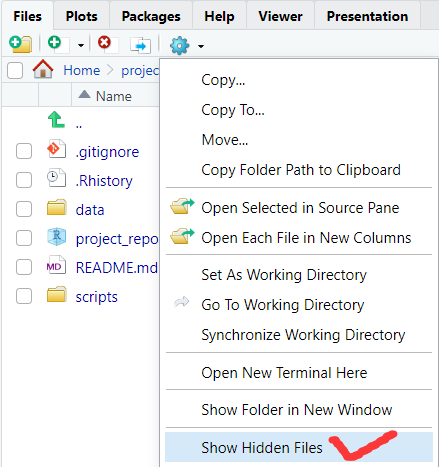 Files Plots Packages Help Viewer Presentation
Home projec
Name
..
.gitignore
.Rhistory
data
project_repo
README.md
scripts
Copy...
Copy To...
Move...
Copy Folder Path to Clipboard
Open Selected in Source Pane
Open Each File in New Columns
Set As Working Directory
Go To Working Directory
Synchronize Working Directory
Open New Terminal Here
Show Folder in New Window
Show Hidden Files